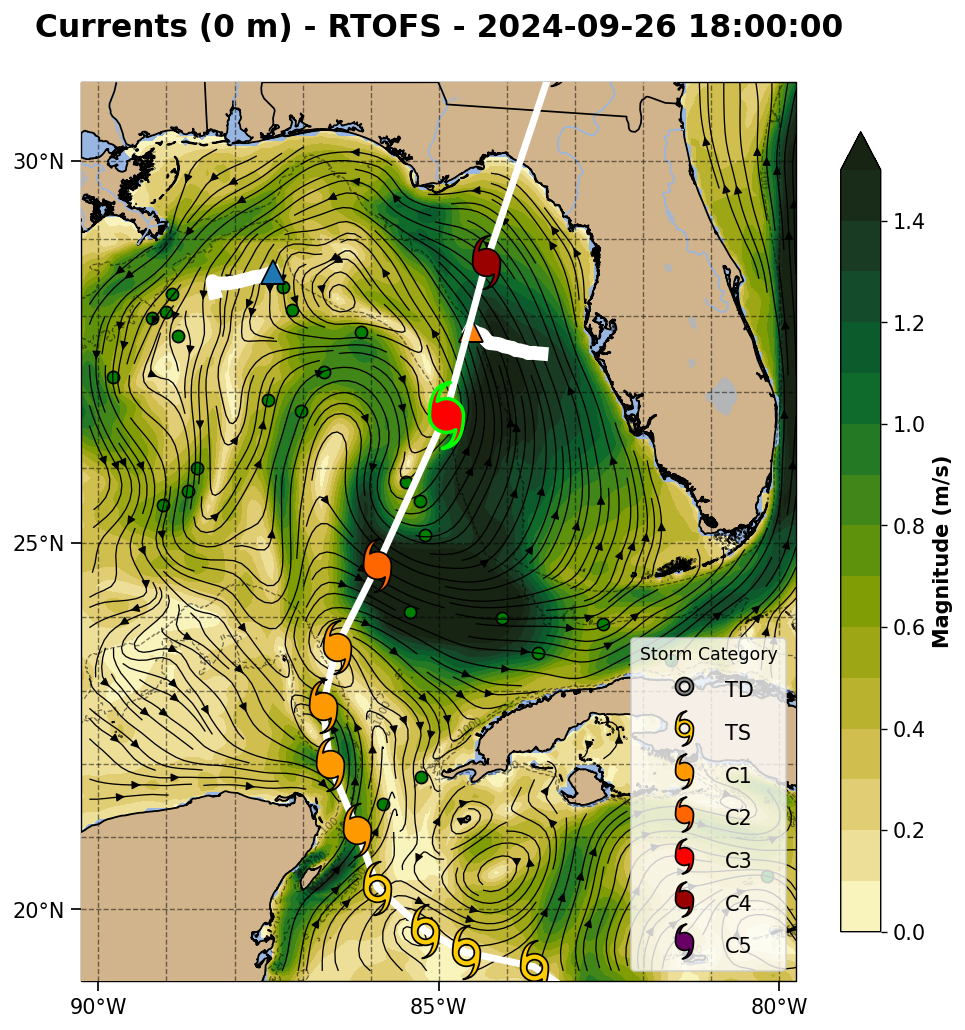 Currents (0 m) - RTOFS - 2024-09-26 18:00:00
30°N
25°N
20°N
90°W
85°W
80°W
1000
1000
Storm Category
TD
TS
C1
C2
C3
C4
C5
1.4
1.2
1.0
0.8
0.6
0.4
0.2
0.0
Magnitude (m/s)